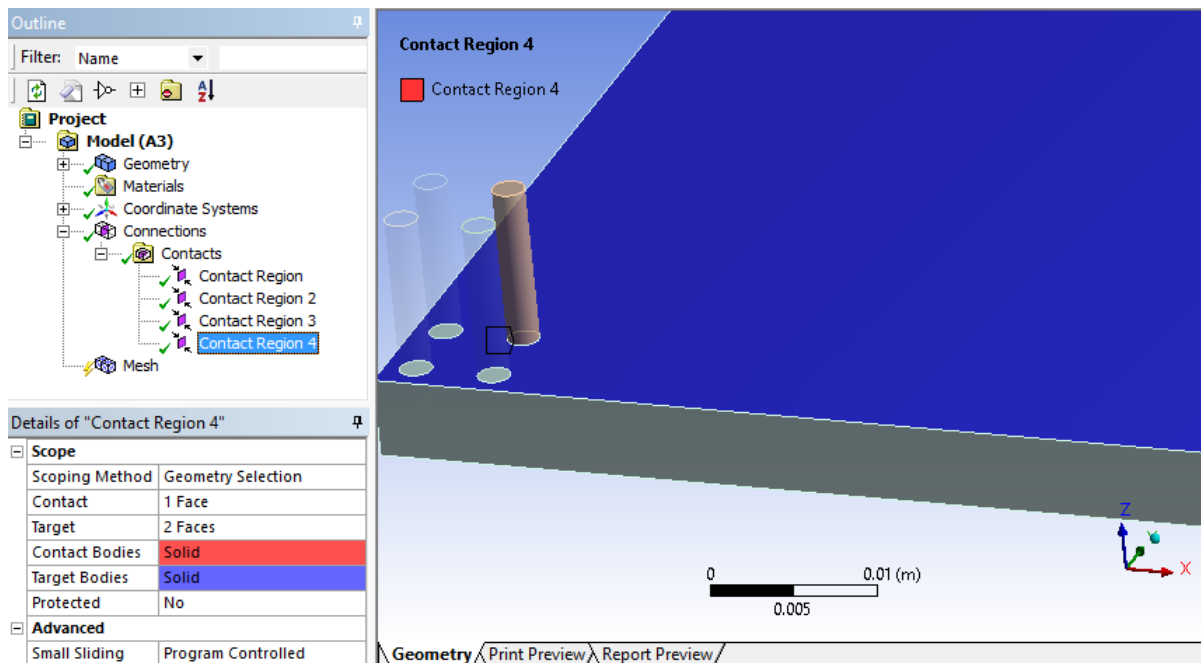 Outline
Filter: Name
A
Z
Project
Model (A3)
Geometry
Materials
Coordinate Systems
Connections
Contacts
Contact Region
Contact Region 2
Contact Region 3
Contact Region 4
Mesh
Details of "Contact Region 4"
Scope
Scoping Method Geometry Selection
Contact 1 Face
Target 2 Faces
Contact Bodies Solid
Target Bodies Solid
Protected No
Advanced
Small Sliding Program Controlled
Contact Region 4
Contact Region 4
Z
X
0 0.01 (m)
0.005
Geometry Print Preview Report Preview